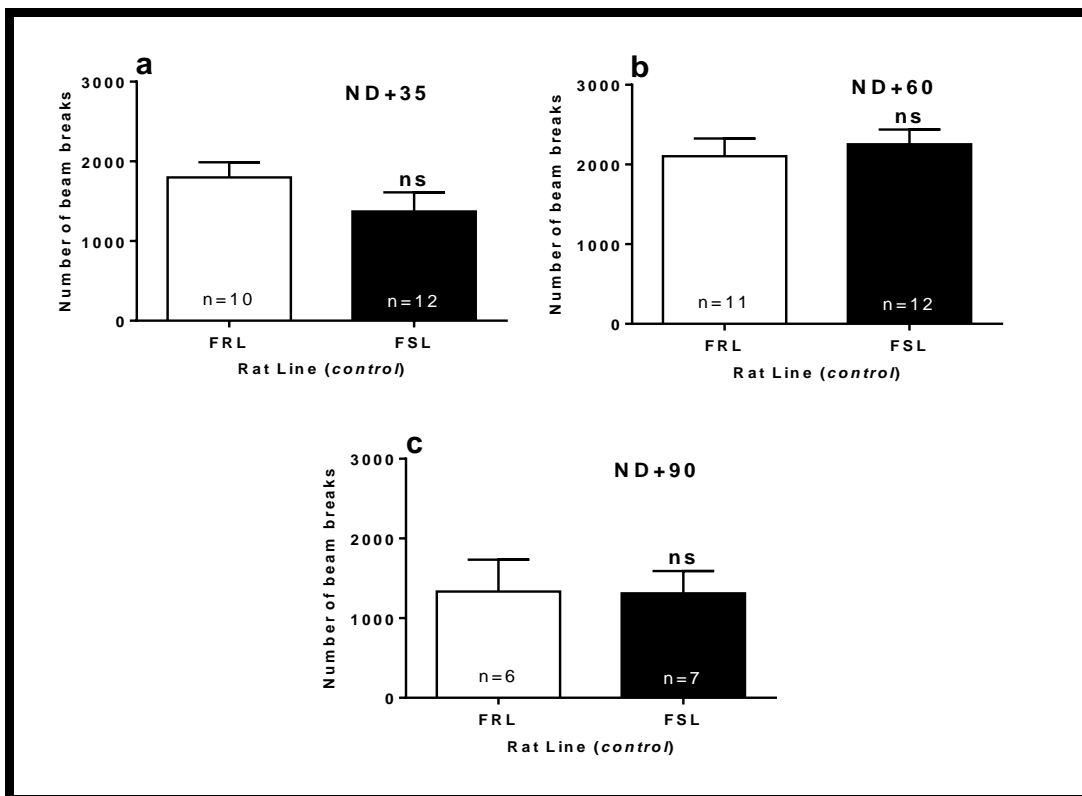 a
ND+35
Number of beam breaks
3000
2000
1000
0
ns
n=10
n=12
FRL
FSL
Rat Line (control)
b
ND+60
Number of beam breaks
3000
2000
1000
0
ns
n=11
n=12
FRL
FSL
Rat Line (control)
c
ND+90
Number of beam breaks
3000
2000
1000
0
ns
n=6
n=7
FRL
FSL
Rat Line (control)